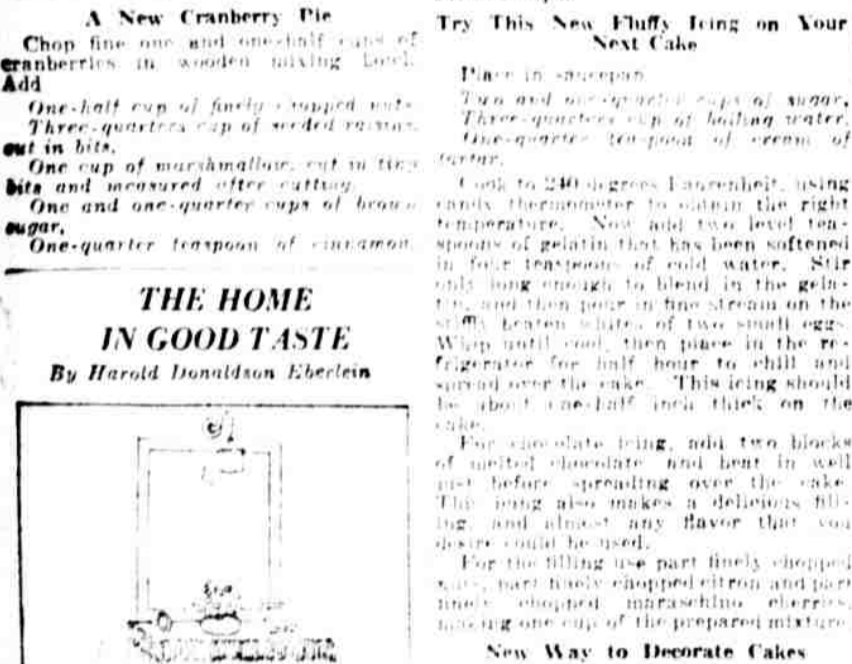 A New Cranberry Pie
Chop fine one and one-half cups of
cranberries in wooden mixing bowl.
Add
One-half cup of finely chopped nuts.
Three-quarters cup of seeded raisins,
cut in bits.
One cup of marshmallow, cut in tiny
bits and measured after cutting.
One and one-quarter cups of brown
sugar.
One-quarter teaspoon of cinnamon.
THE HOME
IN GOOD TASTE
By Harold Donaldson Eberlein
Try This New Fluffy Icing on Your
Next Cake
Place in saucepan
Two and one-quarter cups of sugar,
Three-quarters cup of boiling water,
One-quarter teaspoon of cream of
tartar.
Cook to 240 degrees Fahrenheit, using
candy thermometer to obtain the right
temperature. Now add two level tea-
spoons of gelatin that has been softened
in four teaspoons of cold water. Stir
only long enough to blend in the gela-
tin, and then pour in fine stream on the
stiffly beaten whites of two small eggs.
Whip until cool, then place in the re-
frigerator for half hour to chill and
spread over the cake. This icing should
be about one-half inch thick on the
cake.
For chocolate icing, add two blocks
of melted chocolate and beat in well
just before spreading over the cake.
This icing also makes a delicious fill-
ing, and almost any flavor that you
desire could be used.
For the filling use part finely chopped
nuts, part finely chopped citron and part
finely chopped maraschino cherries,
making one cup of the prepared mixture.
New Way to Decorate Cakes